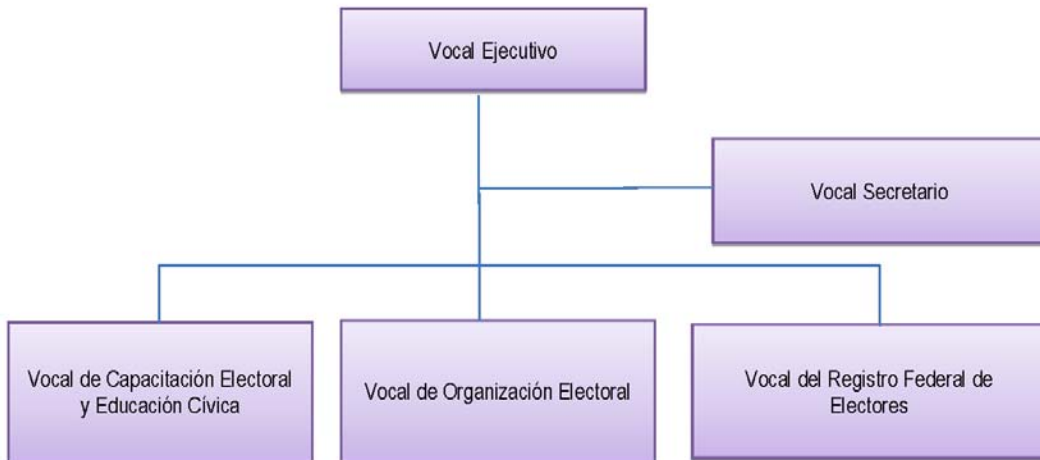 Vocal Ejecutivo
Vocal Secretario
Vocal de Capacitación Electoral
y Educación Cívica
Vocal de Organización Electoral
Vocal del Registro Federal de
Electores